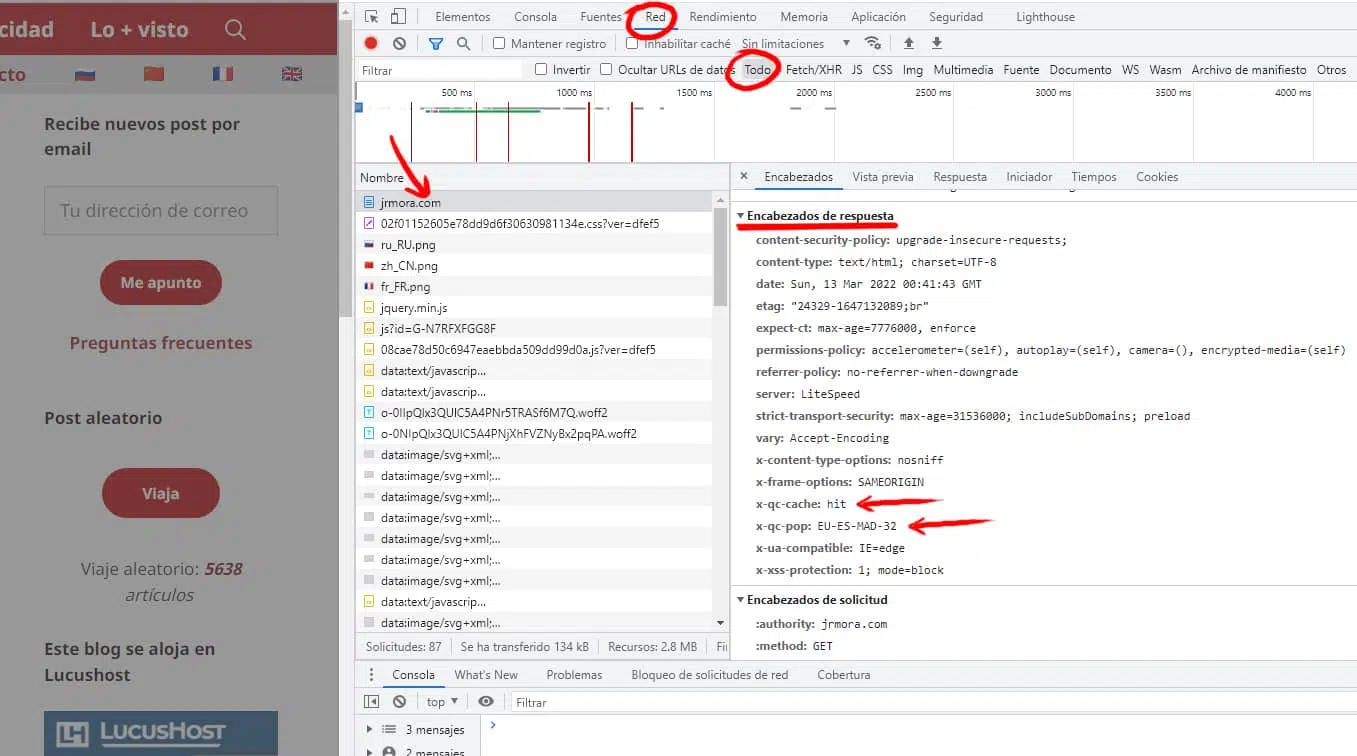 cidad Lo + visto
cto
Recibe nuevos post por
email
Tu dirección de correo
Me apunto
Preguntas frecuentes
Post aleatorio
Viaja
Viaje aleatorio: 5638
artículos
Este blog se aloja en
Lucushost
LUCUSHOST
Elementos Consola Fuentes Red Rendimiento Memoria Aplicación Seguridad Lighthouse
Mantener registro Inhabilitar caché Sin limitaciones
Filtrar Invertir Ocultar URLs de datos Todo Fetch/XHR JS CSS Img Multimedia Fuente Documento WS Wasm Archivo de manifiesto Otros
500 ms 1000 ms 1500 ms 2000 ms 2500 ms 3000 ms 3500 ms 4000 ms
Nombre
jrmora.com
02f01152605e78dd9d6f30630981134e.css?ver=dfef5
ru_RU.png
zh_CN.png
fr_FR.png
jquery.min.js
js?id=G-N7RFXFGG8F
08cae78d50c6947eaebbda509dd99d0a.js?ver=dfef5
data:text/javascrip...
data:text/javascrip...
o-0IIpQlx3QUlC5A4PNr5TRASf6M7Q.woff2
o-0NIpQlx3QUlC5A4PNjXhFVZNyBx2pqPA.woff2
data:image/svg+xml;...
data:image/svg+xml;...
data:image/svg+xml;...
data:image/svg+xml;...
data:image/svg+xml;...
data:image/svg+xml;...
data:image/svg+xml;...
data:text/javascrip...
data:image/svg+xml;...
Solicitudes: 87 Se ha transferido 134 kB Recursos: 2.8 MB Fi
× Encabezados Vista previa Respuesta Iniciador Tiempos Cookies
Encabezados de respuesta
content-security-policy: upgrade-insecure-requests;
content-type: text/html; charset=UTF-8
date: Sun, 13 Mar 2022 00:41:43 GMT
etag: "24329-1647132089;br"
expect-ct: max-age=7776000, enforce
permissions-policy: accelerometer=(self), autoplay=(self), camera=(), encrypted-media=(self)
referrer-policy: no-referrer-when-downgrade
server: LiteSpeed
strict-transport-security: max-age=31536000; includeSubDomains; preload
vary: Accept-Encoding
x-content-type-options: nosniff
x-frame-options: SAMEORIGIN
x-qc-cache: hit
x-qc-pop: EU-ES-MAD-32
x-ua-compatible: IE=edge
x-xss-protection: 1; mode=block
Encabezados de solicitud
:authority: jrmora.com
:method: GET
Consola What's New Problemas Bloqueo de solicitudes de red Cobertura
top Filtrar
3 mensajes
2 mensajes